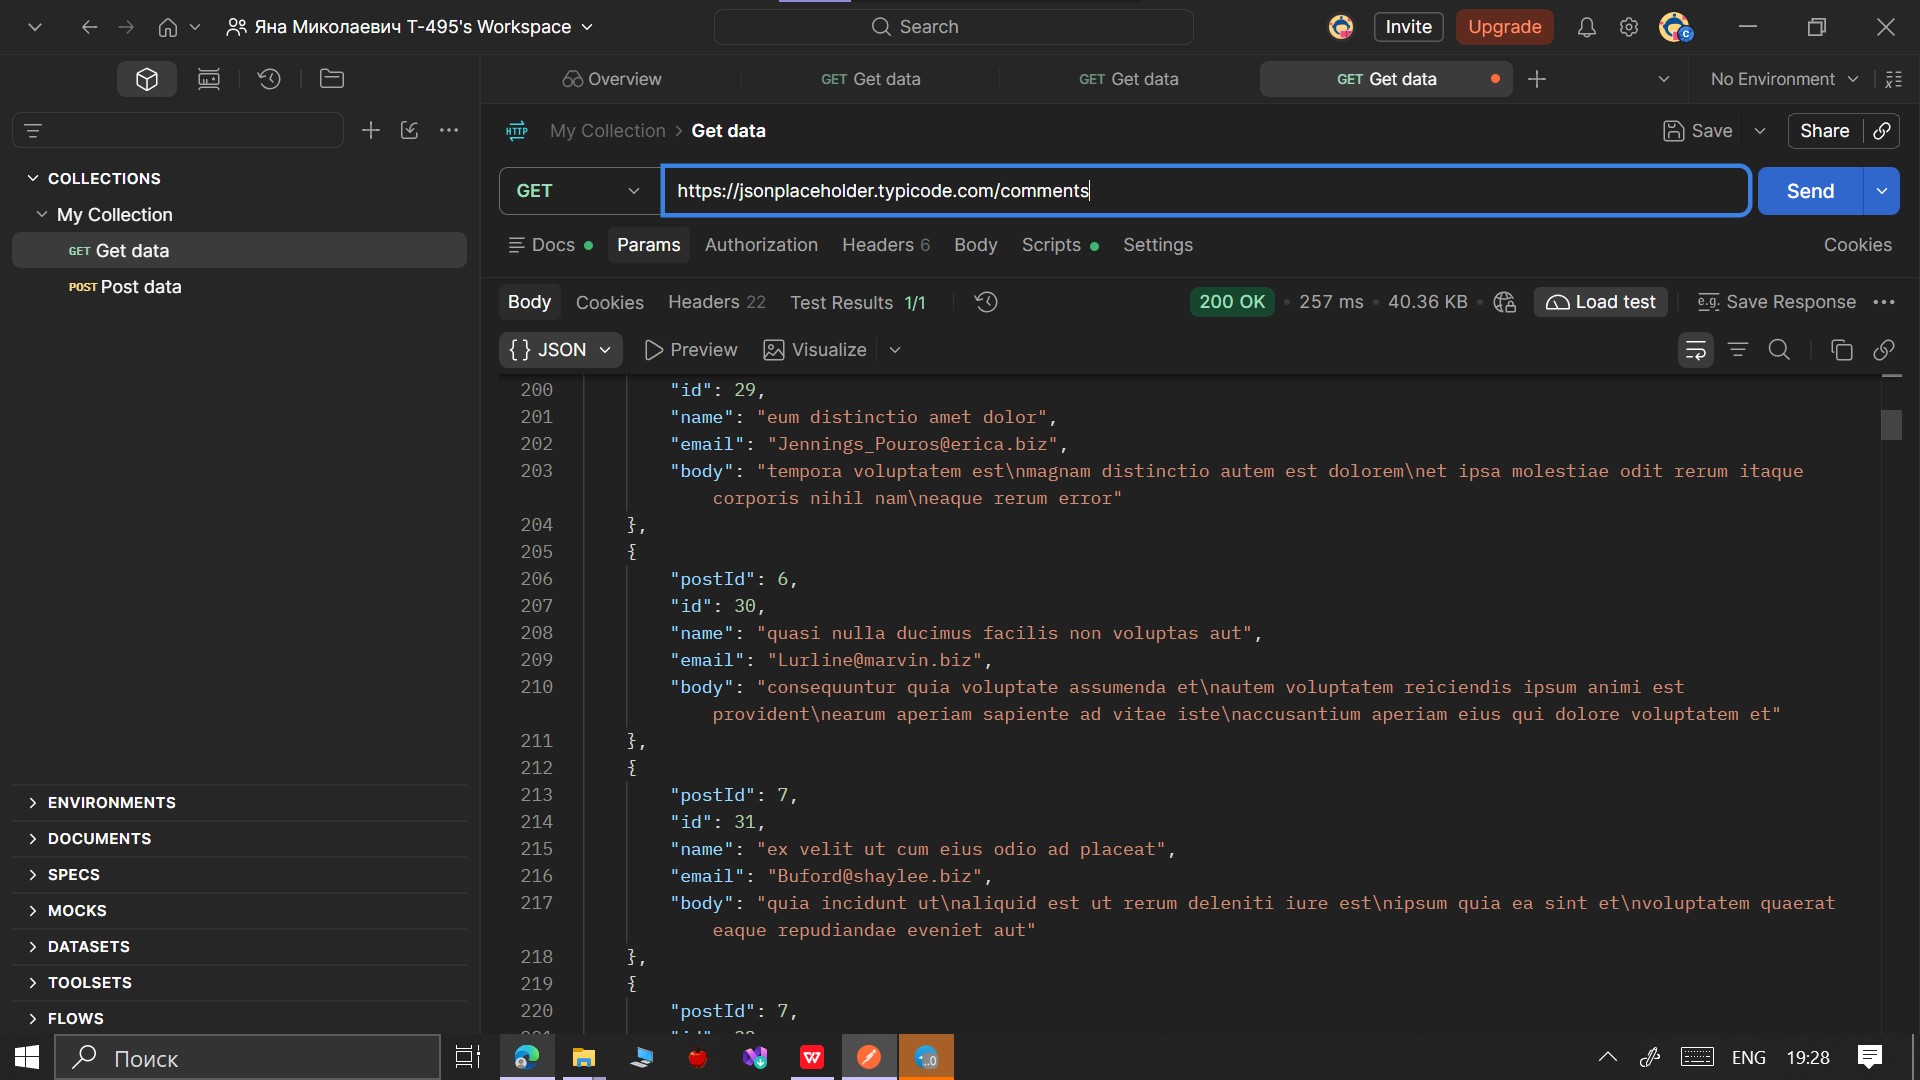 Яна Миколаевич Т-495's Workspace
Search
Invite
Upgrade
Overview
GET Get data
GET Get data
GET Get data
No Environment
HTTP
My Collection > Get data
Save
Share
COLLECTIONS
My Collection
GET Get data
POST Post data
GET
https://jsonplaceholder.typicode.com/comments
Send
Docs
Params
Authorization
Headers 6
Body
Scripts
Settings
Cookies
Body
Cookies
Headers 22
Test Results 1/1
200 OK
257 ms
40.36 KB
Load test
e.g. Save Response
{} JSON
Preview
Visualize
200 "id": 29,
201 "name": "eum distinctio amet dolor",
202 "email": "Jennings_Pouros@erica.biz",
203 "body": "tempora voluptatem est\nmagnam distinctio autem est dolorem\net ipsa molestiae odit rerum itaque
corporis nihil nam\neaque rerum error"
204 },
205 {
206 "postId": 6,
207 "id": 30,
208 "name": "quasi nulla ducimus facilis non voluptas aut",
209 "email": "Lurline@marvin.biz",
210 "body": "consequuntur quia voluptate assumenda et\nautem voluptatem reiciendis ipsum animi est
provident\nearum aperiam sapiente ad vitae iste\naccusantium aperiam eius qui dolore voluptatem et"
211 },
212 {
213 "postId": 7,
214 "id": 31,
215 "name": "ex velit ut cum eius odio ad placeat",
216 "email": "Buford@shaylee.biz",
217 "body": "quia incidunt ut\naliquid est ut rerum deleniti iure est\nipsum quia ea sint et\nvoluptatem quaerat
eaque repudiandae eveniet aut"
218 },
219 {
220 "postId": 7,
ENVIRONMENTS
DOCUMENTS
SPECS
MOCKS
DATASETS
TOOLSETS
FLOWS
Поиск
ENG
19:28